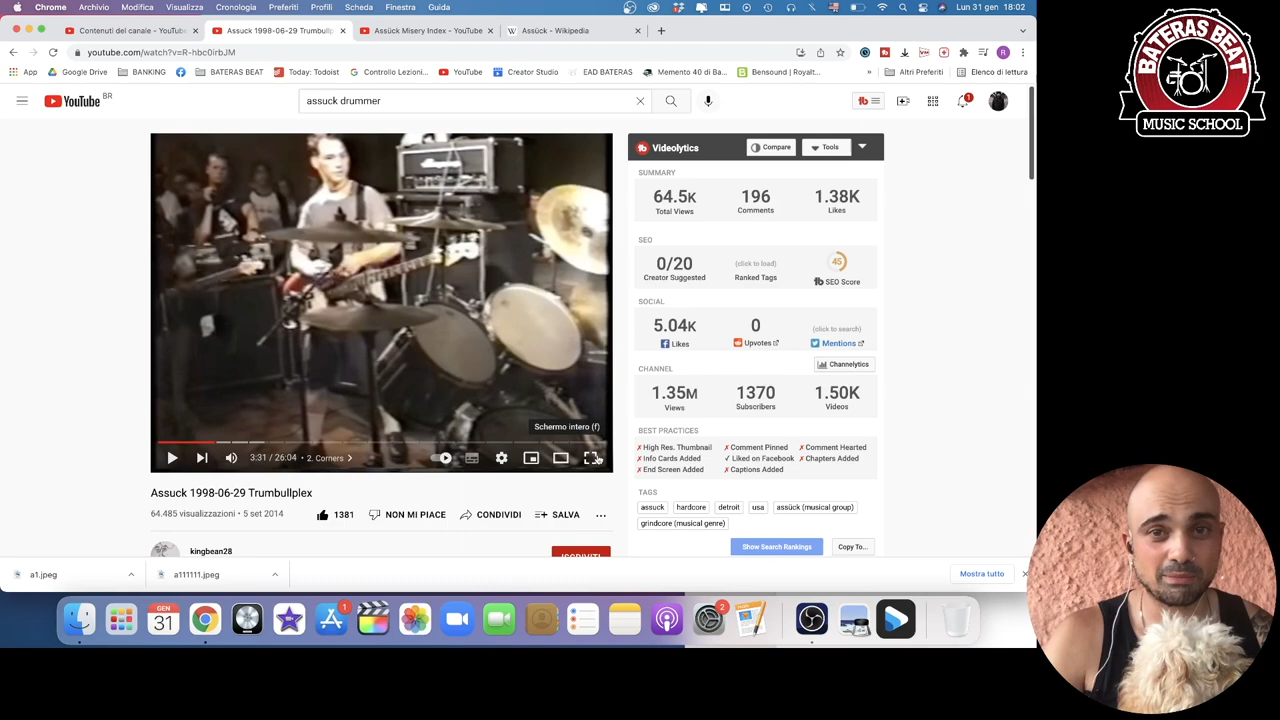 Chrome Archivio Modifica Visualizza Cronologia Preferiti Profili Scheda Finestra Guida Lun 31 gen 18:02
Contenuti del canale - YouTube Assuck 1998-06-29 Trumbullp Assück Misery Index - YouTube Assück - Wikipedia
youtube.com/watch?v=R-hbc0irbJM
App Google Drive BANKING BATERAS BEAT Today: Todoist Controllo Lezioni... YouTube Creator Studio EAD BATERAS Memento 40 di Ba... Bensound | Royalt... » Altri Preferiti Elenco di lettura
YouTube BR
assuck drummer
1
Videolytics Compare Tools
SUMMARY
64.5K 196 1.38K
Total Views Comments Likes
SEO
0/20 (click to load) 45
Creator Suggested Ranked Tags SEO Score
SOCIAL
5.04K 0 (click to search)
Likes Upvotes Mentions
Channelytics
CHANNEL
1.35M 1370 1.50K
Views Subscribers Videos
BEST PRACTICES
✗ High Res. Thumbnail ✗ Comment Pinned ✗ Comment Hearted
✗ Info Cards Added ✓ Liked on Facebook ✗ Chapters Added
✗ End Screen Added ✗ Captions Added
TAGS
assuck hardcore detroit usa assück (musical group)
grindcore (musical genre)
Show Search Rankings Copy To...
Schermo intero (f)
3:31 / 26:04 • 2. Corners
Assuck 1998-06-29 Trumbullplex
64.485 visualizzazioni • 5 set 2014 1381 NON MI PIACE CONDIVIDI SALVA ...
kingbean28
ISCRIVITI
a1.jpeg a111111.jpeg Mostra tutto
GEN
31
1
2
BATERAS BEAT
MUSIC SCHOOL